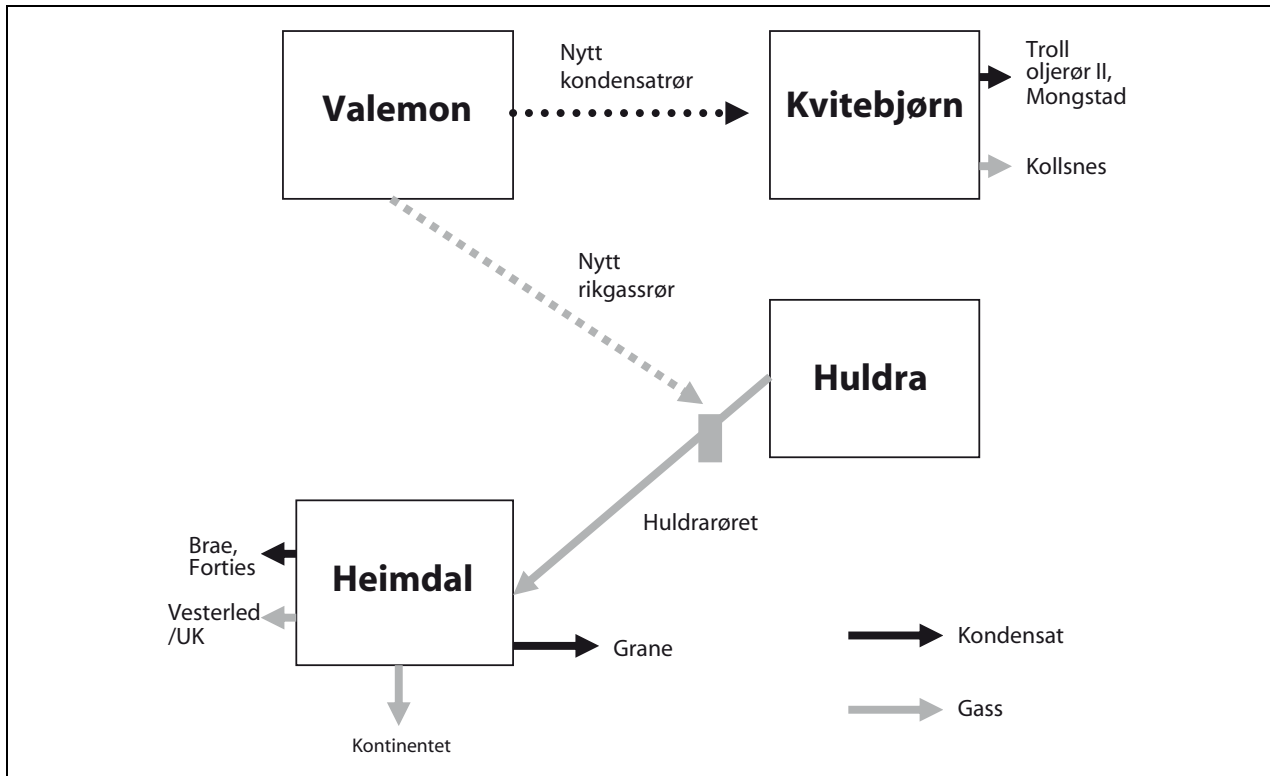 Valemon
Nytt
kondensatrør
Kvitebjørn
Troll
oljerør II,
Mongstad
Kollsnes
Nytt
rikgassrør
Huldra
Huldrarøret
Brae,
Forties
Heimdal
Vesterled
/UK
Grane
Kontinentet
Kondensat
Gass